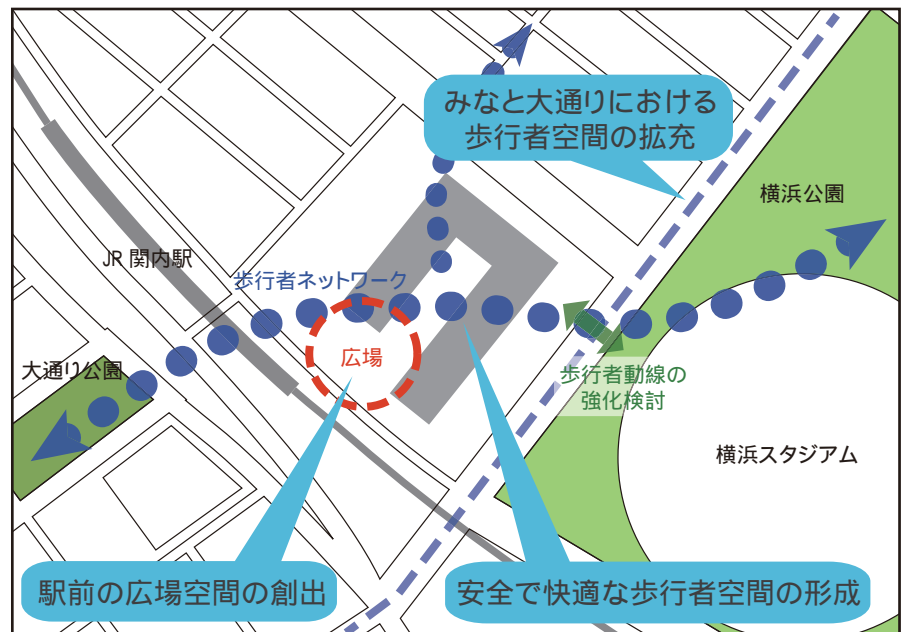 みなと大通りにおける
歩行者空間の拡充
横浜公園
JR 関内駅
歩行者ネットワーク
広場
大通り公園
歩行者動線の
強化検討
横浜スタジアム
駅前の広場空間の創出
安全で快適な歩行者空間の形成